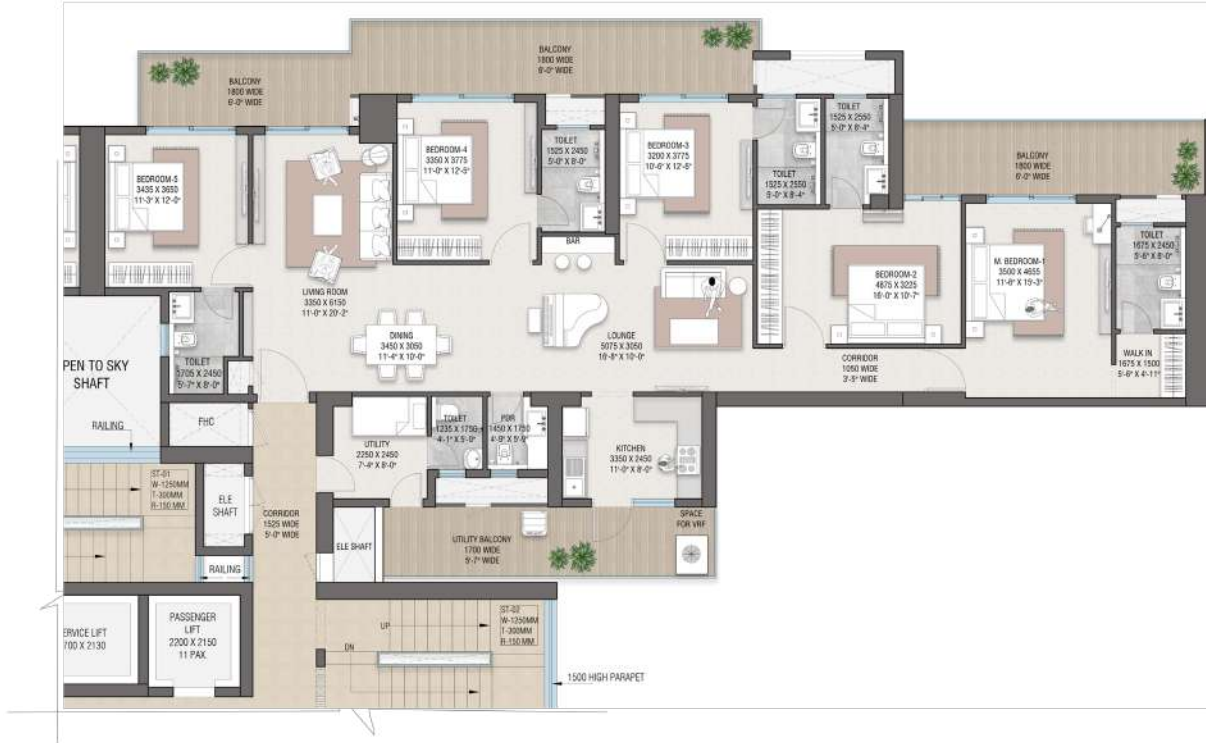 BALCONY
1800 WIDE
6'-0" WIDE
BALCONY
1800 WIDE
6'-0" WIDE
BEDROOM-5
3435 X 3650
11'-3" X 12'-0"
BEDROOM-4
3350 X 3775
11'-0" X 12'-5"
TOILET
1525 X 2450
5'-0" X 8'-0"
BEDROOM-3
3200 X 3775
10'-6" X 12'-5"
TOILET
1525 X 2550
5'-0" X 8'-4"
TOILET
1525 X 2550
5'-0" X 8'-4"
BALCONY
1800 WIDE
6'-0" WIDE
LIVING ROOM
3350 X 6150
11'-0" X 20'-2"
BAR
BEDROOM-2
4875 X 3225
16'-0" X 10'-7"
M. BEDROOM-1
3500 X 4655
11'-6" X 15'-3"
TOILET
1675 X 2450
5'-6" X 8'-0"
DINING
3450 X 3050
11'-4" X 10'-0"
LOUNGE
5075 X 3050
16'-8" X 10'-0"
CORRIDOR
1050 WIDE
3'-5" WIDE
WALK IN
1675 X 1500
5'-6" X 4'-11"
TOILET
1705 X 2450
5'-7" X 8'-0"
PEN TO SKY
SHAFT
RAILING
FHC
UTILITY
2250 X 2450
7'-4" X 8'-0"
TOILET
1235 X 1750
4'-1" X 5'-9"
PDR
1450 X 1750
4'-9" X 5'-9"
KITCHEN
3350 X 2450
11'-0" X 8'-0"
ST-01
W-1250MM
T-300MM
R-150 MM
ELE
SHAFT
CORRIDOR
1525 WIDE
5'-0" WIDE
RAILING
ELE SHAFT
UTILITY BALCONY
1700 WIDE
5'-7" WIDE
SPACE
FOR VRF
ERVICE LIFT
700 X 2130
PASSENGER
LIFT
2200 X 2150
11 PAX.
UP
DN
ST-02
W-1250MM
T-300MM
R-150 MM
1500 HIGH PARAPET